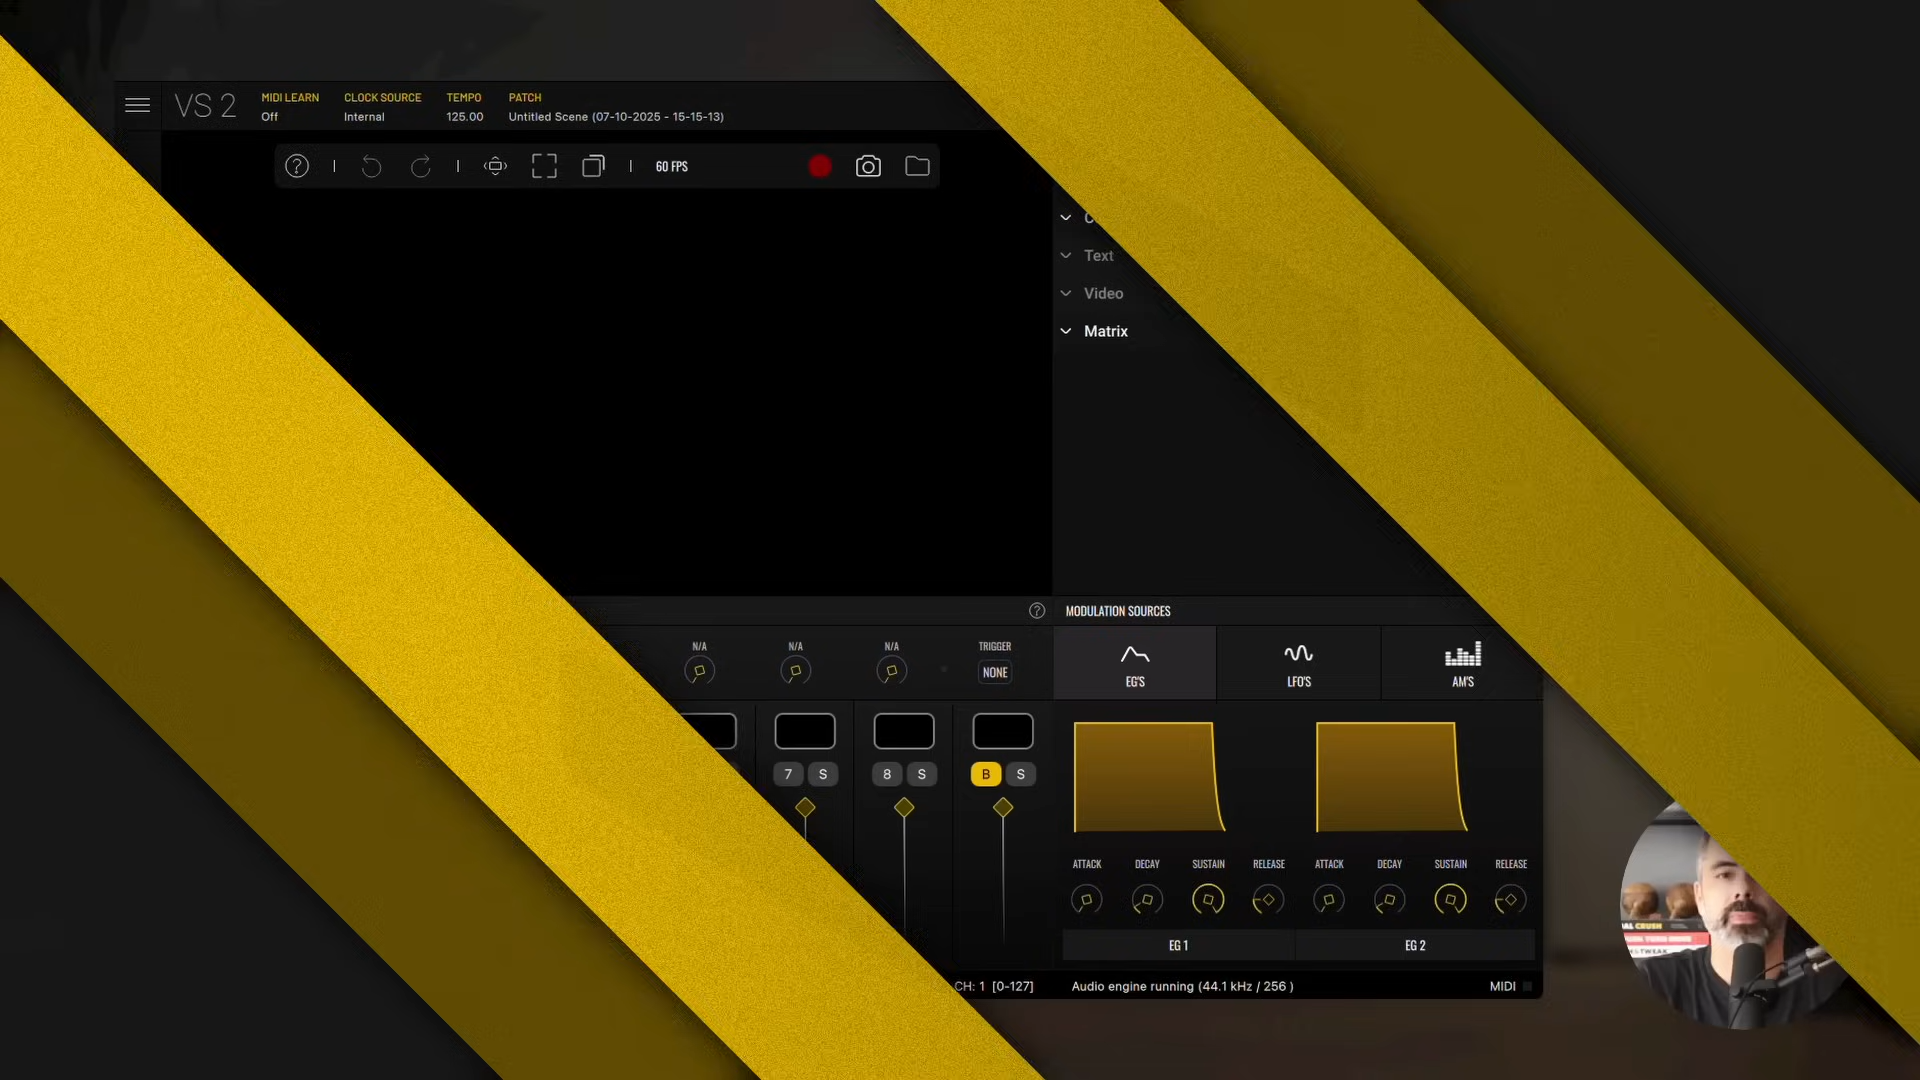 VS 2
MIDI LEARN
Off
CLOCK SOURCE
Internal
TEMPO
125.00
PATCH
Untitled Scene (07-10-2025 - 15-15-13)
60 FPS
Text
Video
Matrix
MODULATION SOURCES
N/A
N/A
N/A
TRIGGER
NONE
EG'S
LFO'S
AM'S
7 S
8 S
B S
ATTACK DECAY SUSTAIN RELEASE
ATTACK DECAY SUSTAIN RELEASE
EG 1
EG 2
CH: 1 [0-127]
Audio engine running (44.1 kHz / 256 )
MIDI